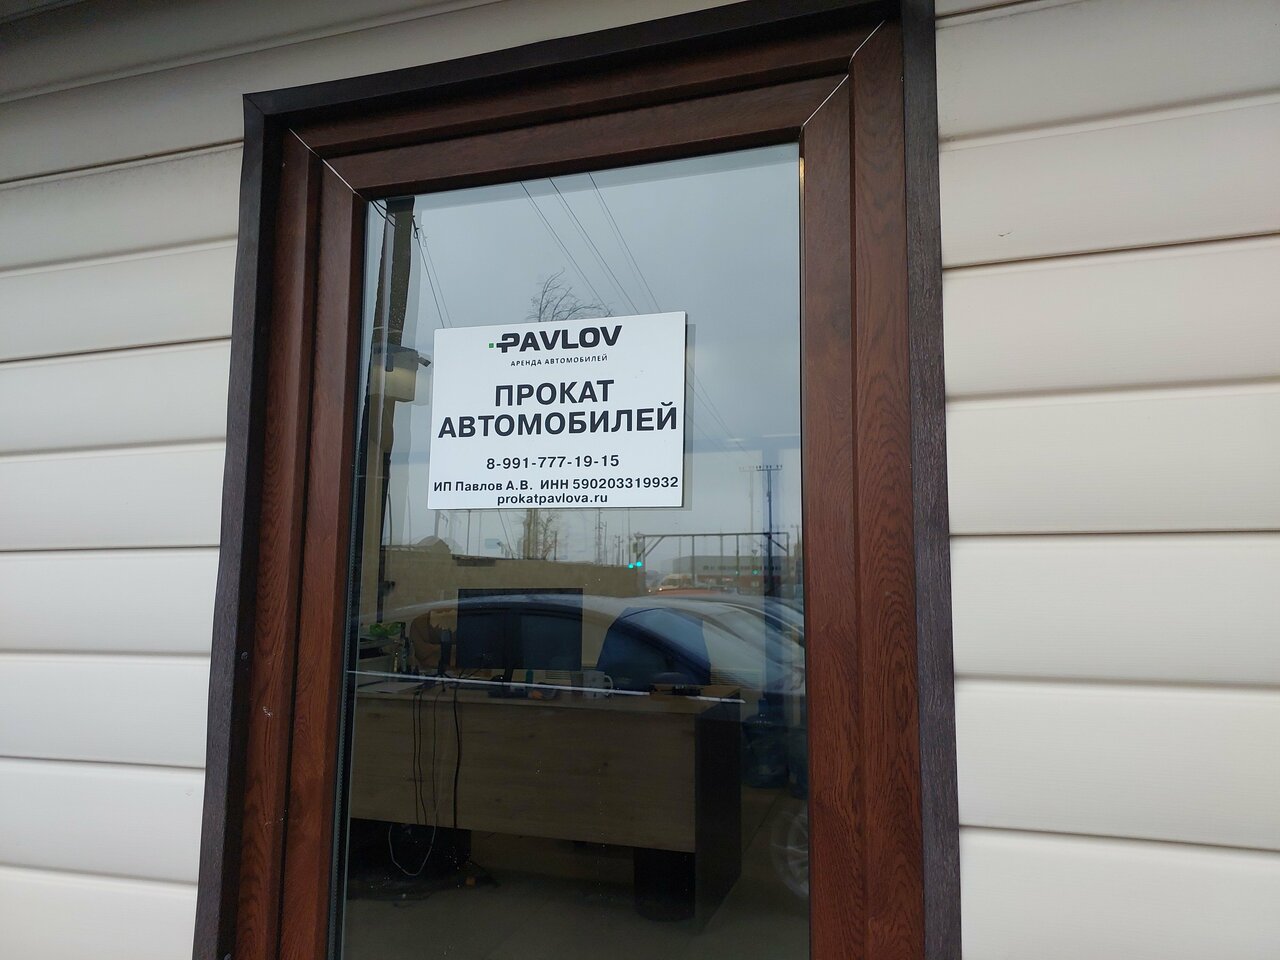 PAVLOV
АРЕНДА АВТОМОБИЛЕЙ
ПРОКАТ
АВТОМОБИЛЕЙ
8-991-777-19-15
ИП Павлов А.В. ИНН 590203319932
prokatpavlova.ru